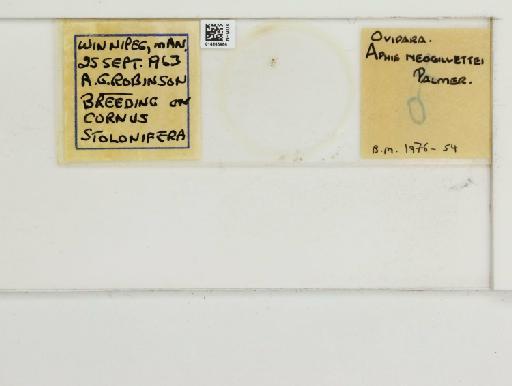 WINNIPEG, MAN.
25 SEPT. 1963
A.G. ROBINSON
BREEDING ON
CORNUS
STOLONIFERA
OVIPARA.
APHIS NEOGILLETTEI
PALMER.
B.M. 1976-54